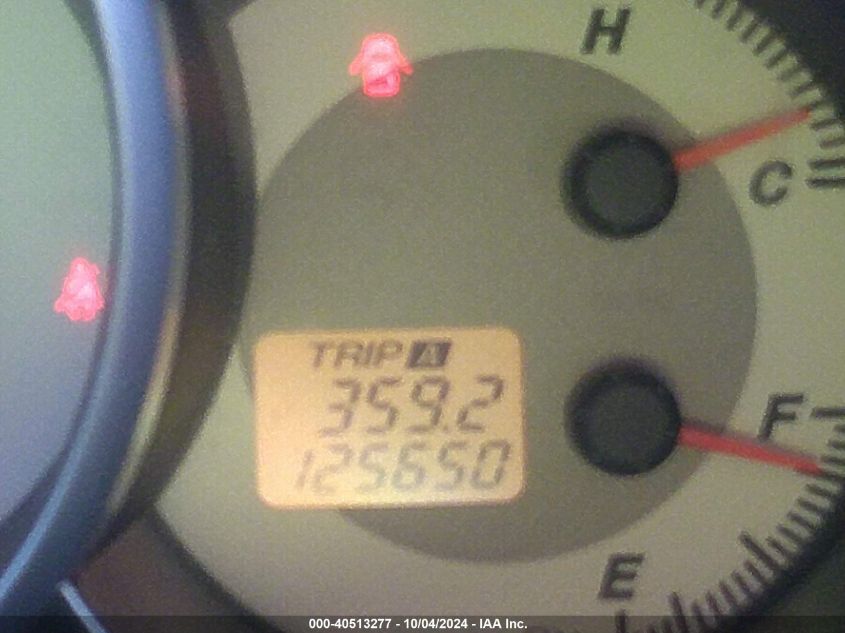 H
C
TRIP A
359.2
125650
F
E
000-40513277 - 10/04/2024 - IAA Inc.